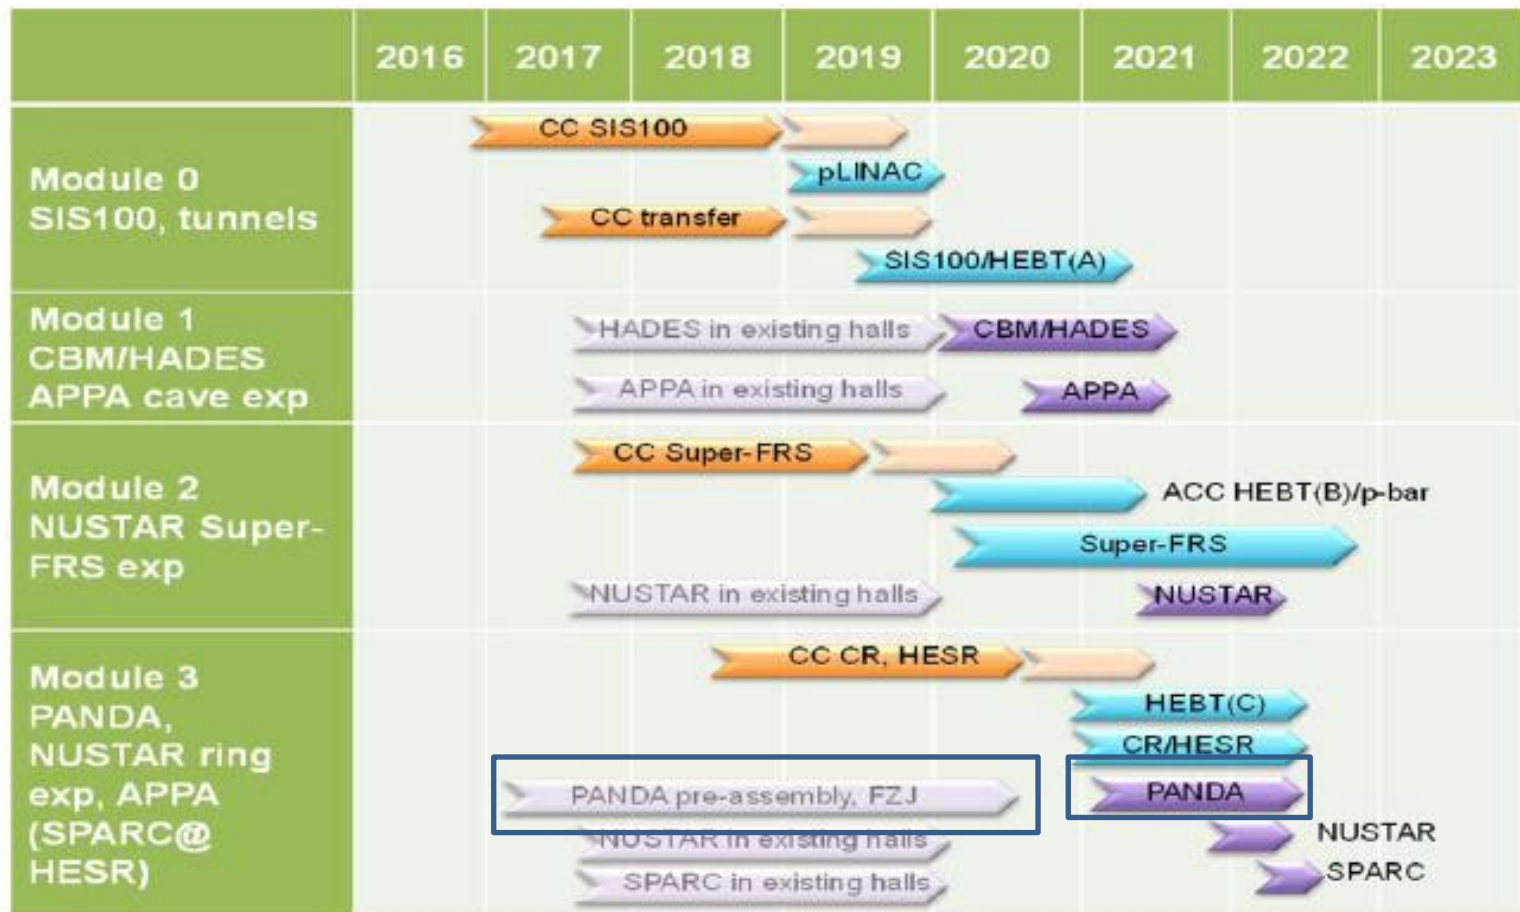 2016 2017 2018 2019 2020 2021 2022 2023
Module 0
SIS100, tunnels
CC SIS100
pLINAC
CC transfer
SIS100/HEBT(A)
Module 1
CBM/HADES
APPA cave exp
HADES in existing halls
CBM/HADES
APPA in existing halls
APPA
Module 2
NUSTAR Super-
FRS exp
CC Super-FRS
ACC HEBT(B)/p-bar
Super-FRS
NUSTAR in existing halls
NUSTAR
Module 3
PANDA,
NUSTAR ring
exp, APPA
(SPARC@
HESR)
CC CR, HESR
HEBT(C)
CR/HESR
PANDA pre-assembly, FZJ
PANDA
NUSTAR in existing halls
NUSTAR
SPARC in existing halls
SPARC